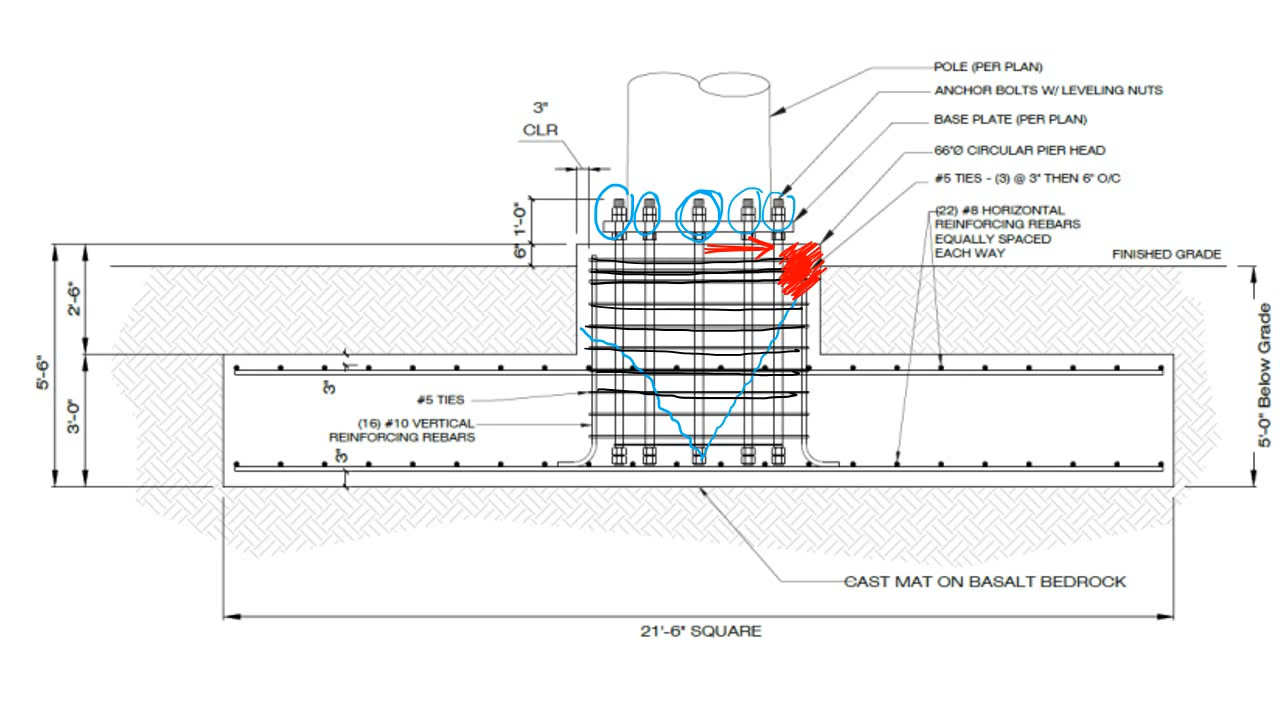 POLE (PER PLAN)
ANCHOR BOLTS W/ LEVELING NUTS
3"
CLR
BASE PLATE (PER PLAN)
66"Ø CIRCULAR PIER HEAD
#5 TIES - (3) @ 3" THEN 6" O/C
(22) #8 HORIZONTAL
REINFORCING REBARS
EQUALLY SPACED
EACH WAY
1'-0"
6"
FINISHED GRADE
2'-6"
5'-6"
3'-0"
3"
#5 TIES
(16) #10 VERTICAL
REINFORCING REBARS
3"
5'-0" Below Grade
CAST MAT ON BASALT BEDROCK
21'-6" SQUARE